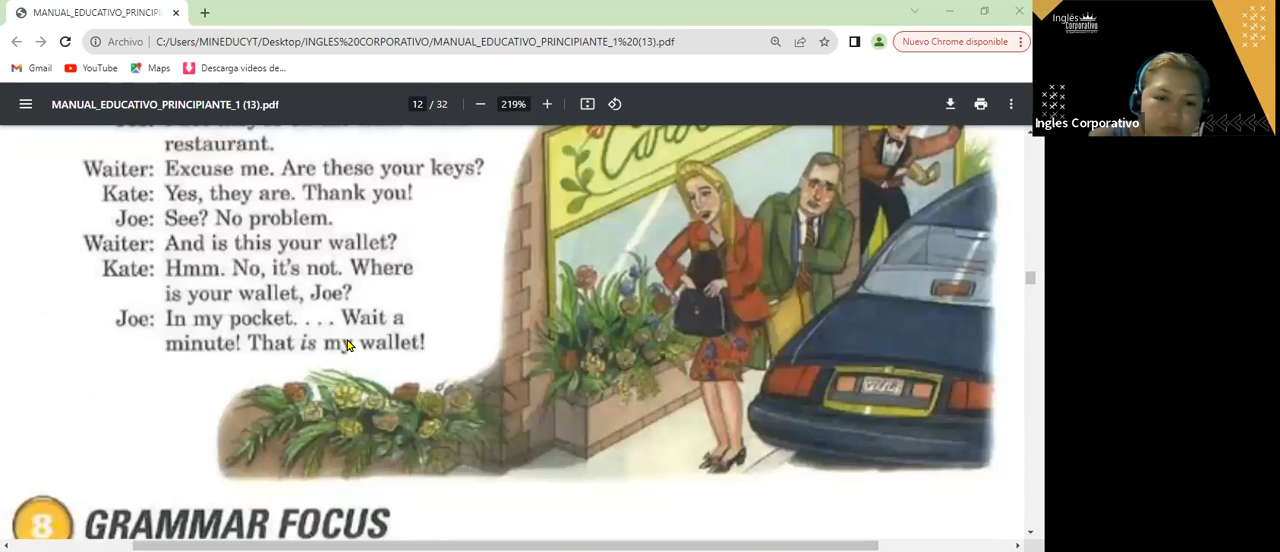 MANUAL_EDUCATIVO_PRINCIPIANTE_1
Archivo
C:/Users/MINEDUCYT/Desktop/INGLES%20CORPORATIVO/MANUAL_EDUCATIVO_PRINCIPIANTE_1%20(13).pdf
Nuevo Chrome disponible
Gmail
YouTube
Maps
Descarga videos de...
MANUAL_EDUCATIVO_PRINCIPIANTE_1 (13).pdf
12 / 32
219%
restaurant.
Waiter: Excuse me. Are these your keys?
Kate: Yes, they are. Thank you!
Joe: See? No problem.
Waiter: And is this your wallet?
Kate: Hmm. No, it's not. Where
is your wallet, Joe?
Joe: In my pocket. . . . Wait a
minute! That is my wallet!
8 GRAMMAR FOCUS
Inglés
Corporativo
Ingles Corporativo